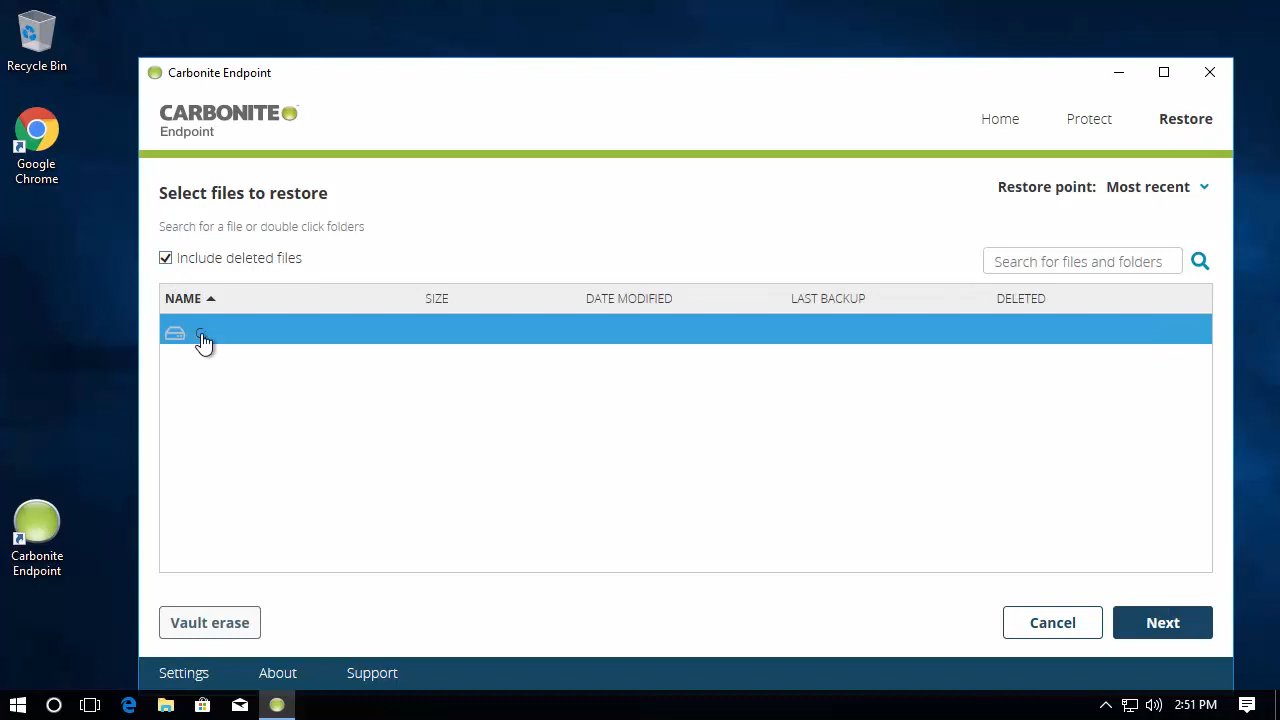 Recycle Bin
Google
Chrome
Carbonite
Endpoint
Carbonite Endpoint
CARBONITE
Endpoint
Home
Protect
Restore
Select files to restore
Restore point: Most recent
Search for a file or double click folders
Include deleted files
Search for files and folders
NAME
SIZE
DATE MODIFIED
LAST BACKUP
DELETED
Vault erase
Cancel
Next
Settings
About
Support
2:51 PM